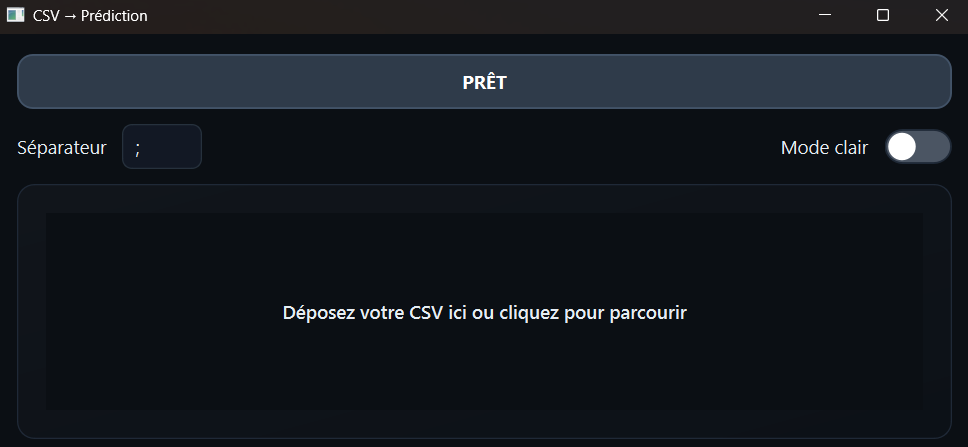 CSV → Prédiction
PRÊT
Séparateur ; Mode clair
Déposez votre CSV ici ou cliquez pour parcourir